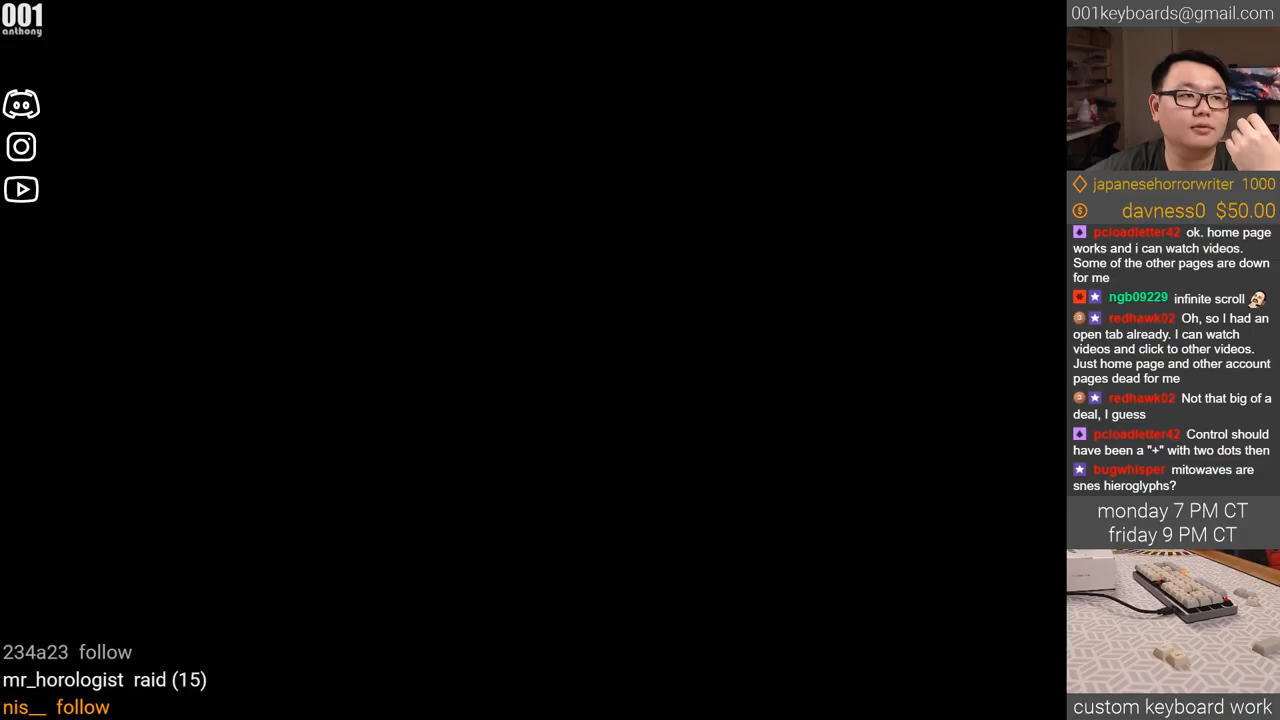 001
anthony
001keyboards@gmail.com
japanesehorrorwriter 1000
davness0 $50.00
pcloadletter42 ok. home page
works and i can watch videos.
Some of the other pages are down
for me
ngb09229 infinite scroll
redhawk02 Oh, so I had an
open tab already. I can watch
videos and click to other videos.
Just home page and other account
pages dead for me
redhawk02 Not that big of a
deal, I guess
pcloadletter42 Control should
have been a "+" with two dots then
bugwhisper mitowaves are
snes hieroglyphs?
monday 7 PM CT
friday 9 PM CT
custom keyboard work
234a23 follow
mr_horologist raid (15)
nis__ follow